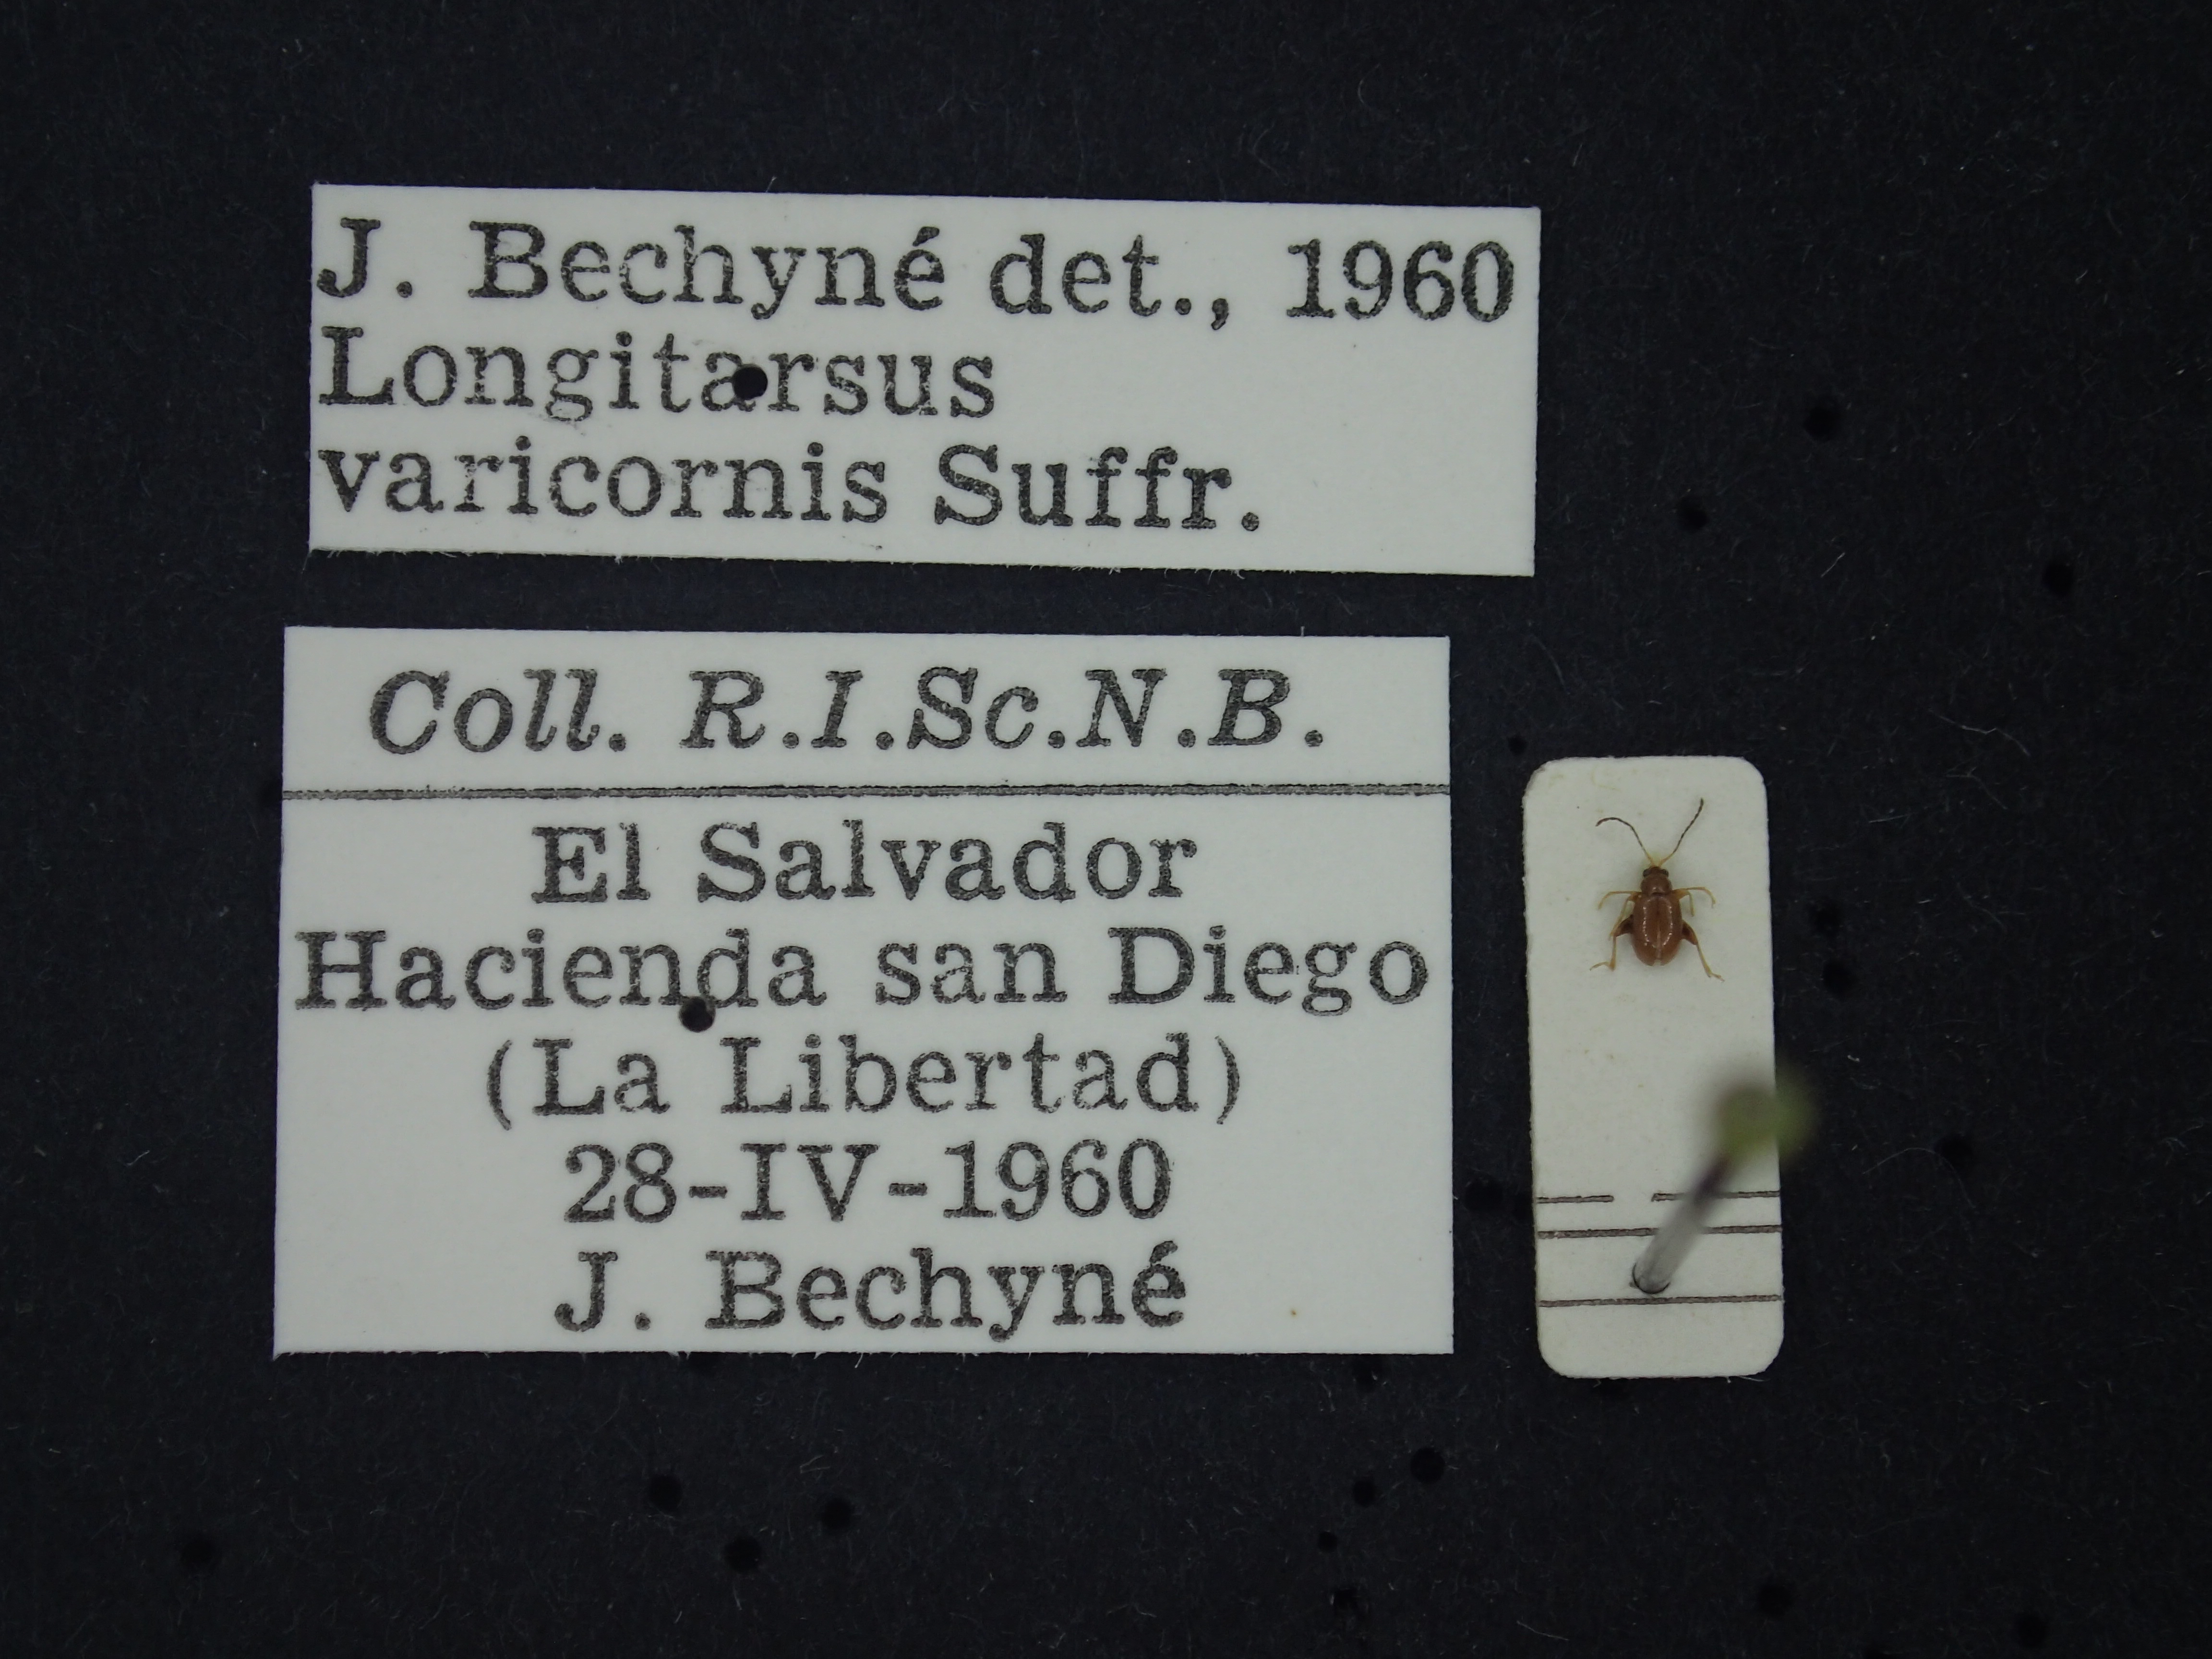 J. Bechyné det., 1960
Longitarsus
varicornis Suffr.
Coll. R.I.Sc.N.B.
El Salvador
Hacienda san Diego
(La Libertad)
28-IV-1960
J. Bechyné